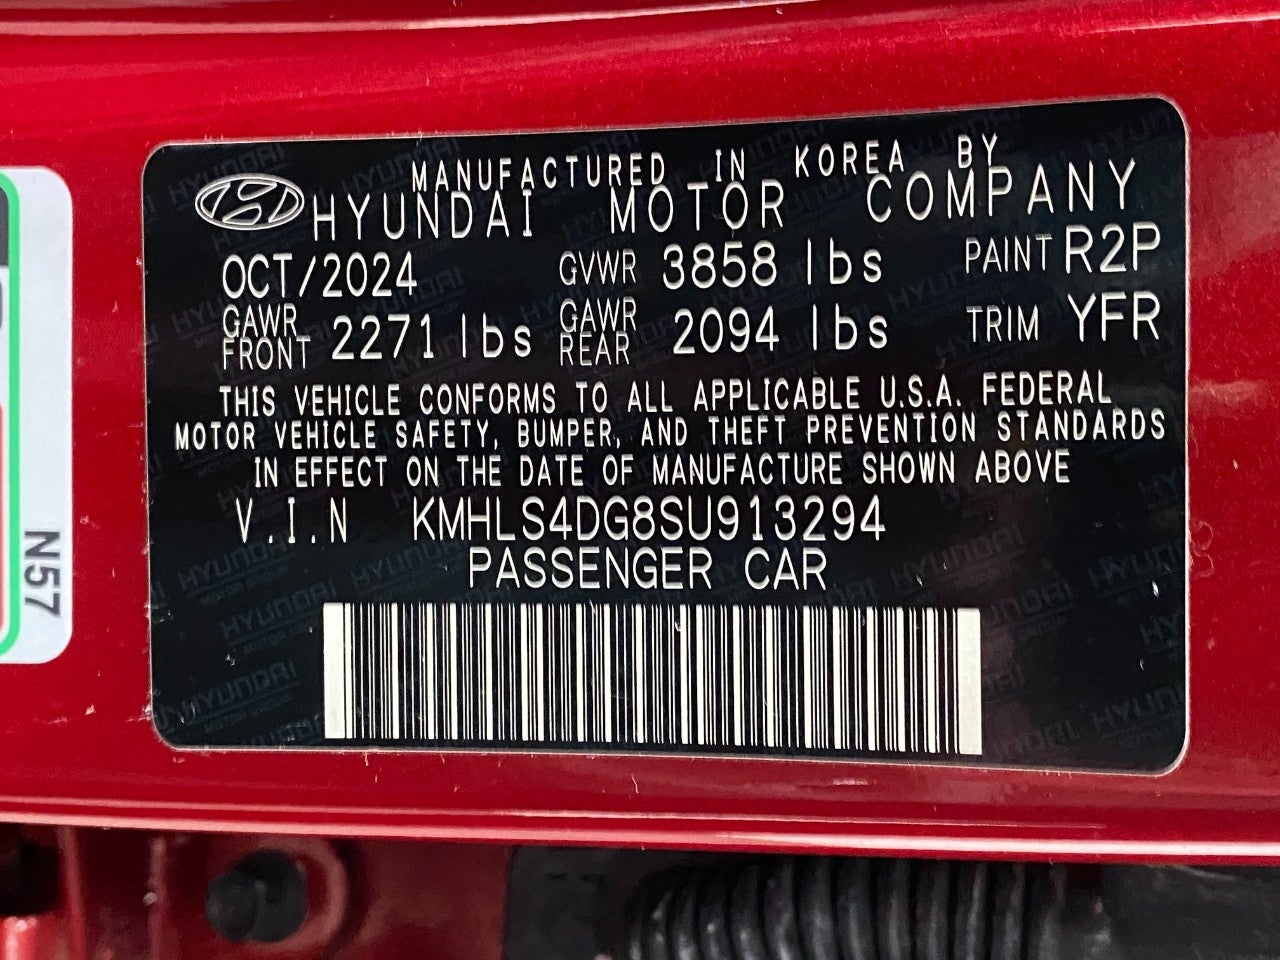 MANUFACTURED IN KOREA BY
HYUNDAI MOTOR COMPANY
OCT/2024 GVWR 3858 lbs PAINT R2P
GAWR FRONT 2271 lbs GAWR REAR 2094 lbs TRIM YFR
THIS VEHICLE CONFORMS TO ALL APPLICABLE U.S.A. FEDERAL
MOTOR VEHICLE SAFETY, BUMPER, AND THEFT PREVENTION STANDARDS
IN EFFECT ON THE DATE OF MANUFACTURE SHOWN ABOVE
V.I.N KMHLS4DG8SU913294
PASSENGER CAR
N57